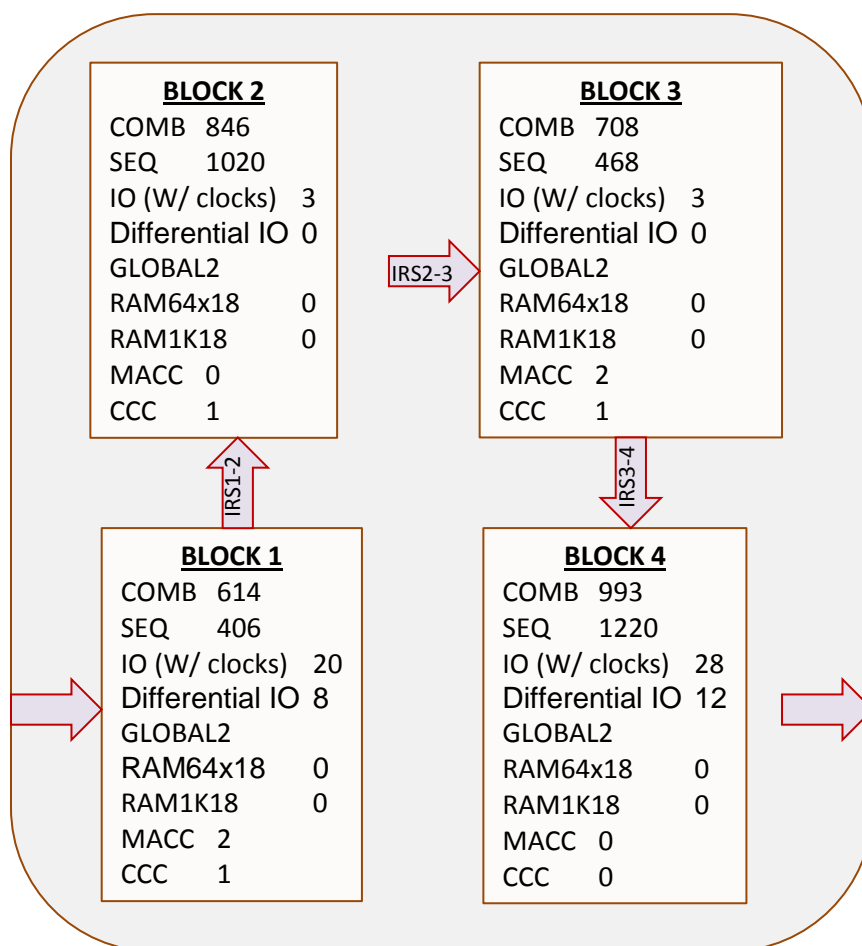 BLOCK 2
COMB 846
SEQ 1020
IO (W/ clocks) 3
Differential IO 0
GLOBAL2
RAM64x18 0
RAM1K18 0
MACC 0
CCC 1
IRS2-3
BLOCK 3
COMB 708
SEQ 468
IO (W/ clocks) 3
Differential IO 0
GLOBAL2
RAM64x18 0
RAM1K18 0
MACC 2
CCC 1
IRS1-2
IRS3-4
BLOCK 1
COMB 614
SEQ 406
IO (W/ clocks) 20
Differential IO 8
GLOBAL2
RAM64x18 0
RAM1K18 0
MACC 2
CCC 1
BLOCK 4
COMB 993
SEQ 1220
IO (W/ clocks) 28
Differential IO 12
GLOBAL2
RAM64x18 0
RAM1K18 0
MACC 0
CCC 0